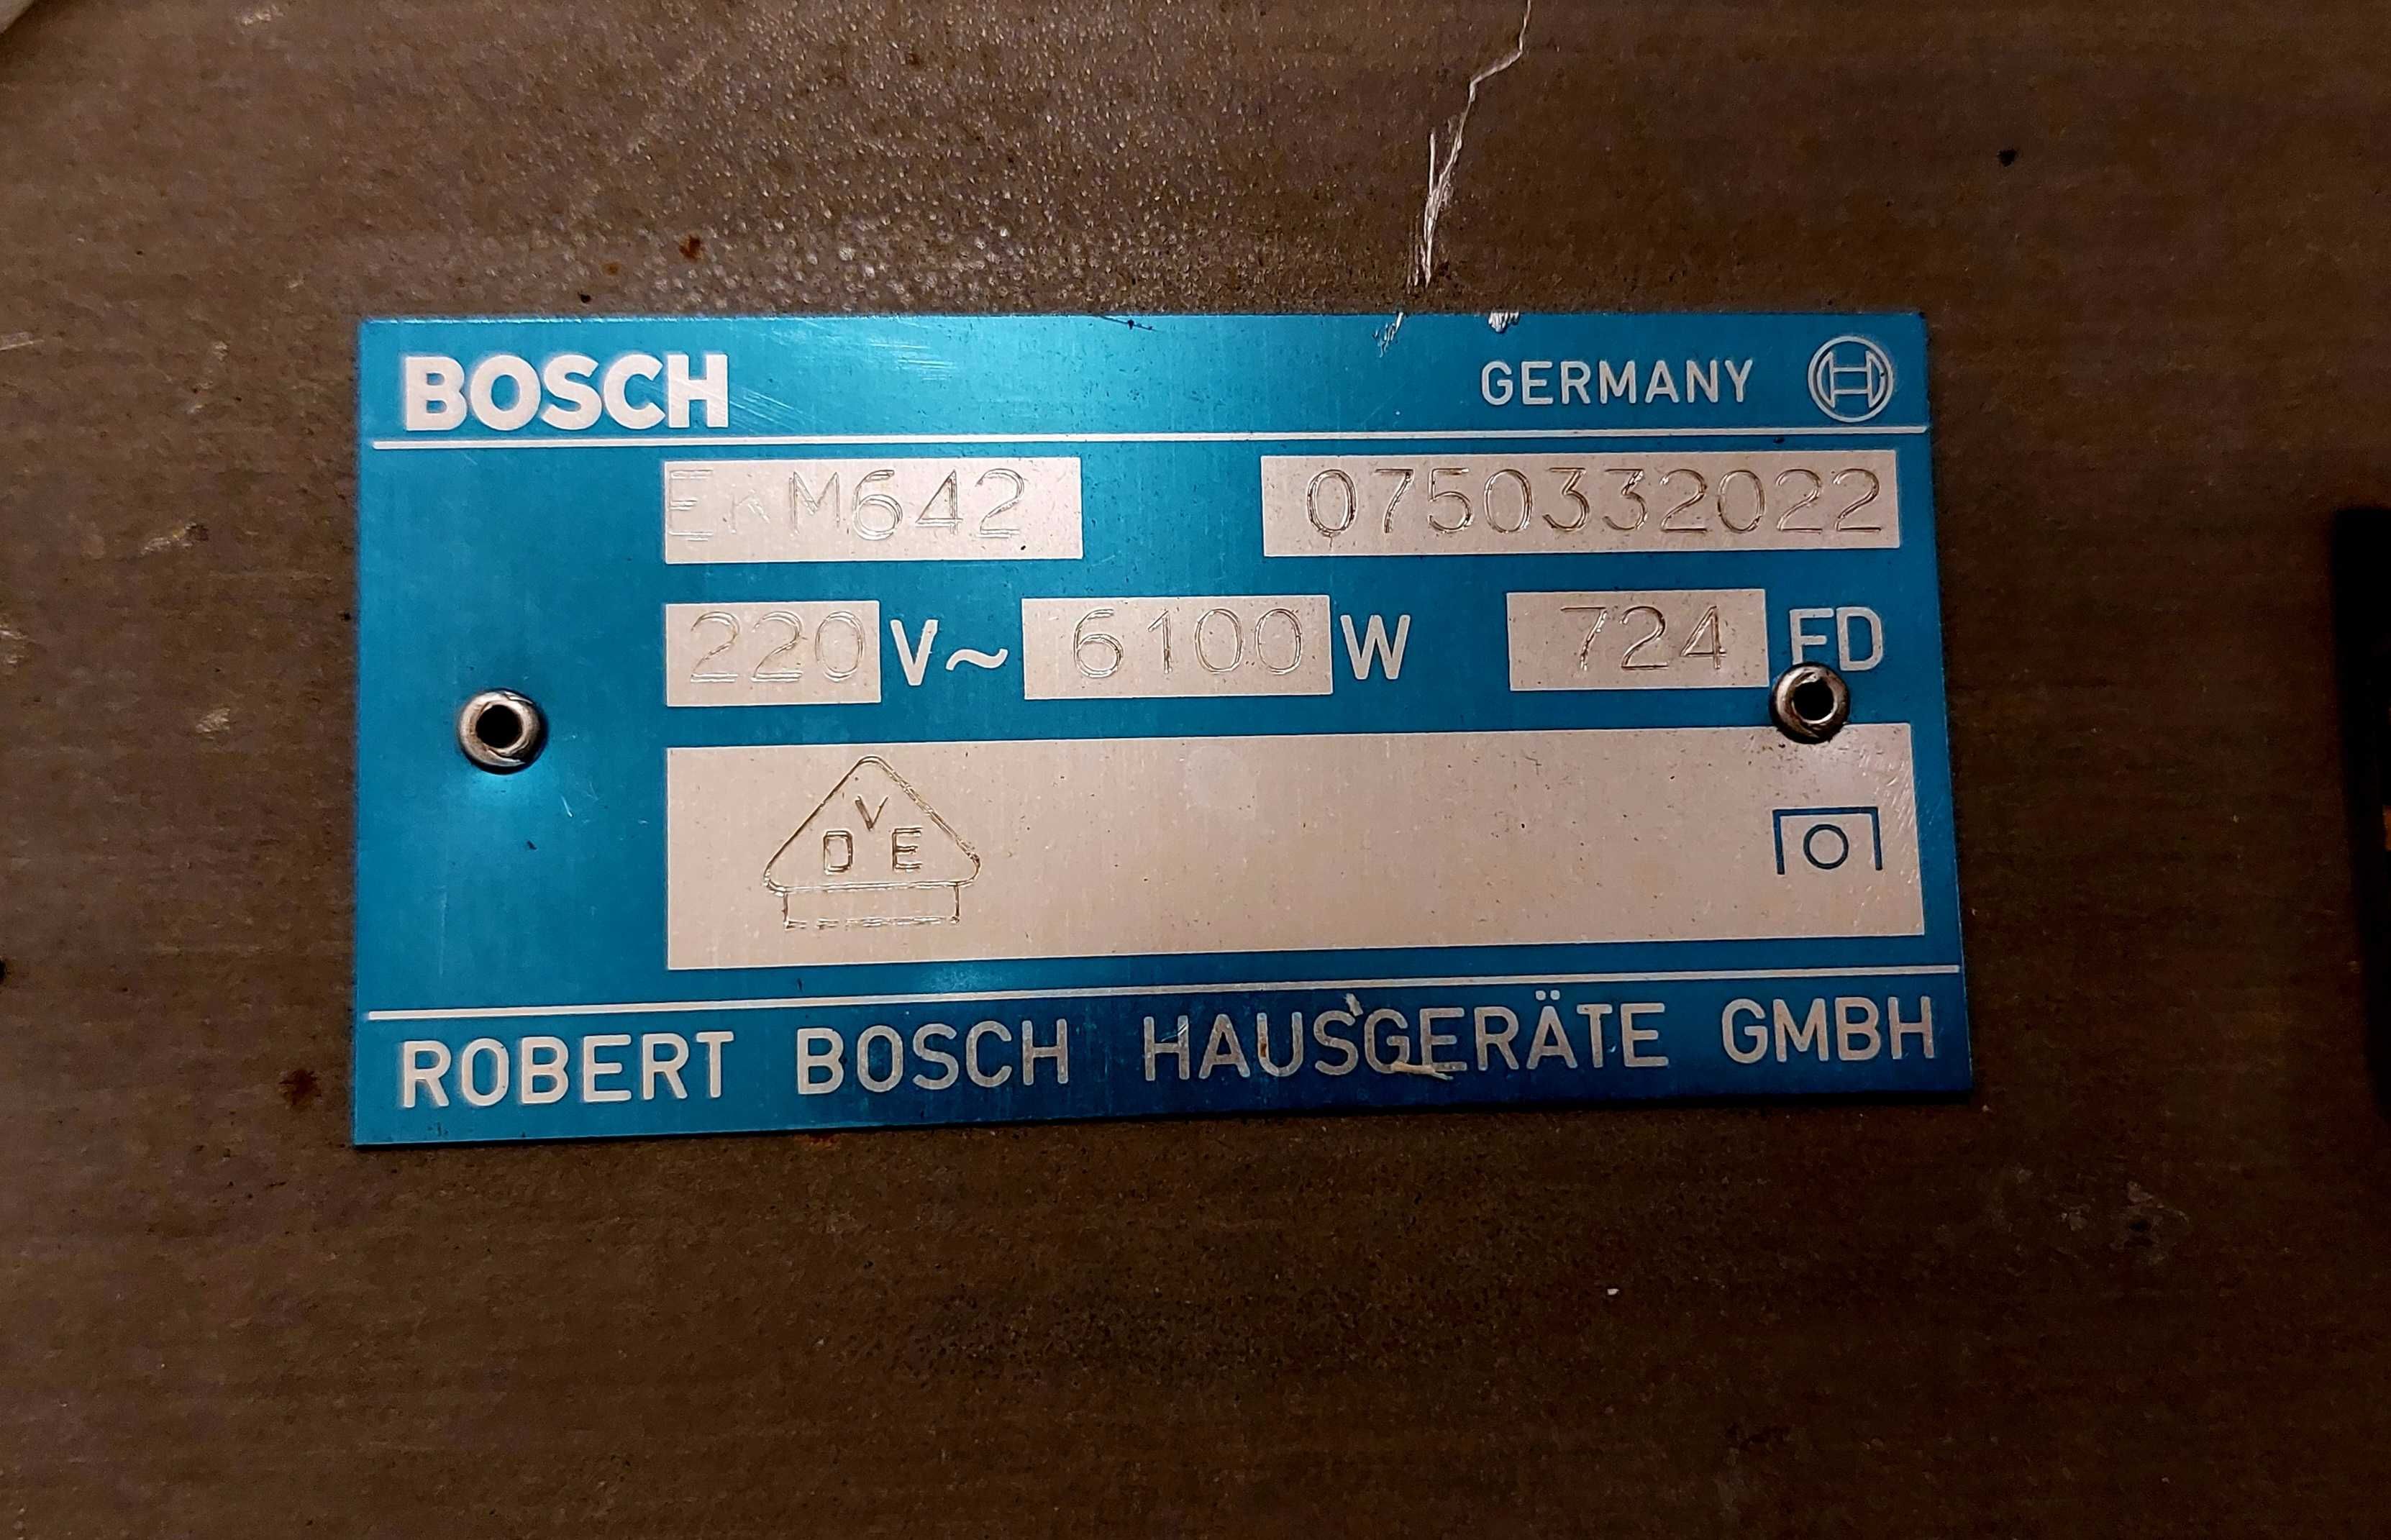 BOSCH GERMANY
M642 0750332022
220 V~ 6100 W 724 FD
VDE
ROBERT BOSCH HAUSGERÄTE GMBH